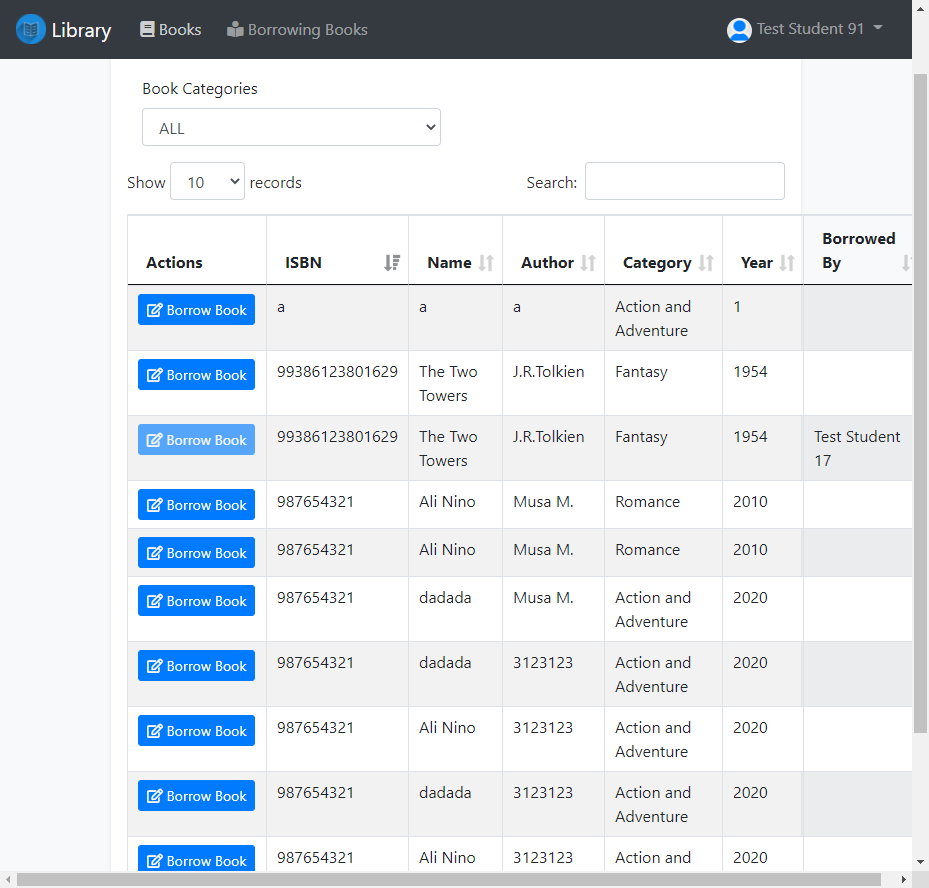 Library Books Borrowing Books Test Student 91
Book Categories
ALL
Show 10 records Search:
Actions ISBN Name Author Category Year Borrowed By
Borrow Book a a a Action and Adventure 1
Borrow Book 99386123801629 The Two Towers J.R.Tolkien Fantasy 1954
Borrow Book 99386123801629 The Two Towers J.R.Tolkien Fantasy 1954 Test Student 17
Borrow Book 987654321 Ali Nino Musa M. Romance 2010
Borrow Book 987654321 Ali Nino Musa M. Romance 2010
Borrow Book 987654321 dadada Musa M. Action and Adventure 2020
Borrow Book 987654321 dadada 3123123 Action and Adventure 2020
Borrow Book 987654321 Ali Nino 3123123 Action and Adventure 2020
Borrow Book 987654321 dadada 3123123 Action and Adventure 2020
Borrow Book 987654321 Ali Nino 3123123 Action and 2020